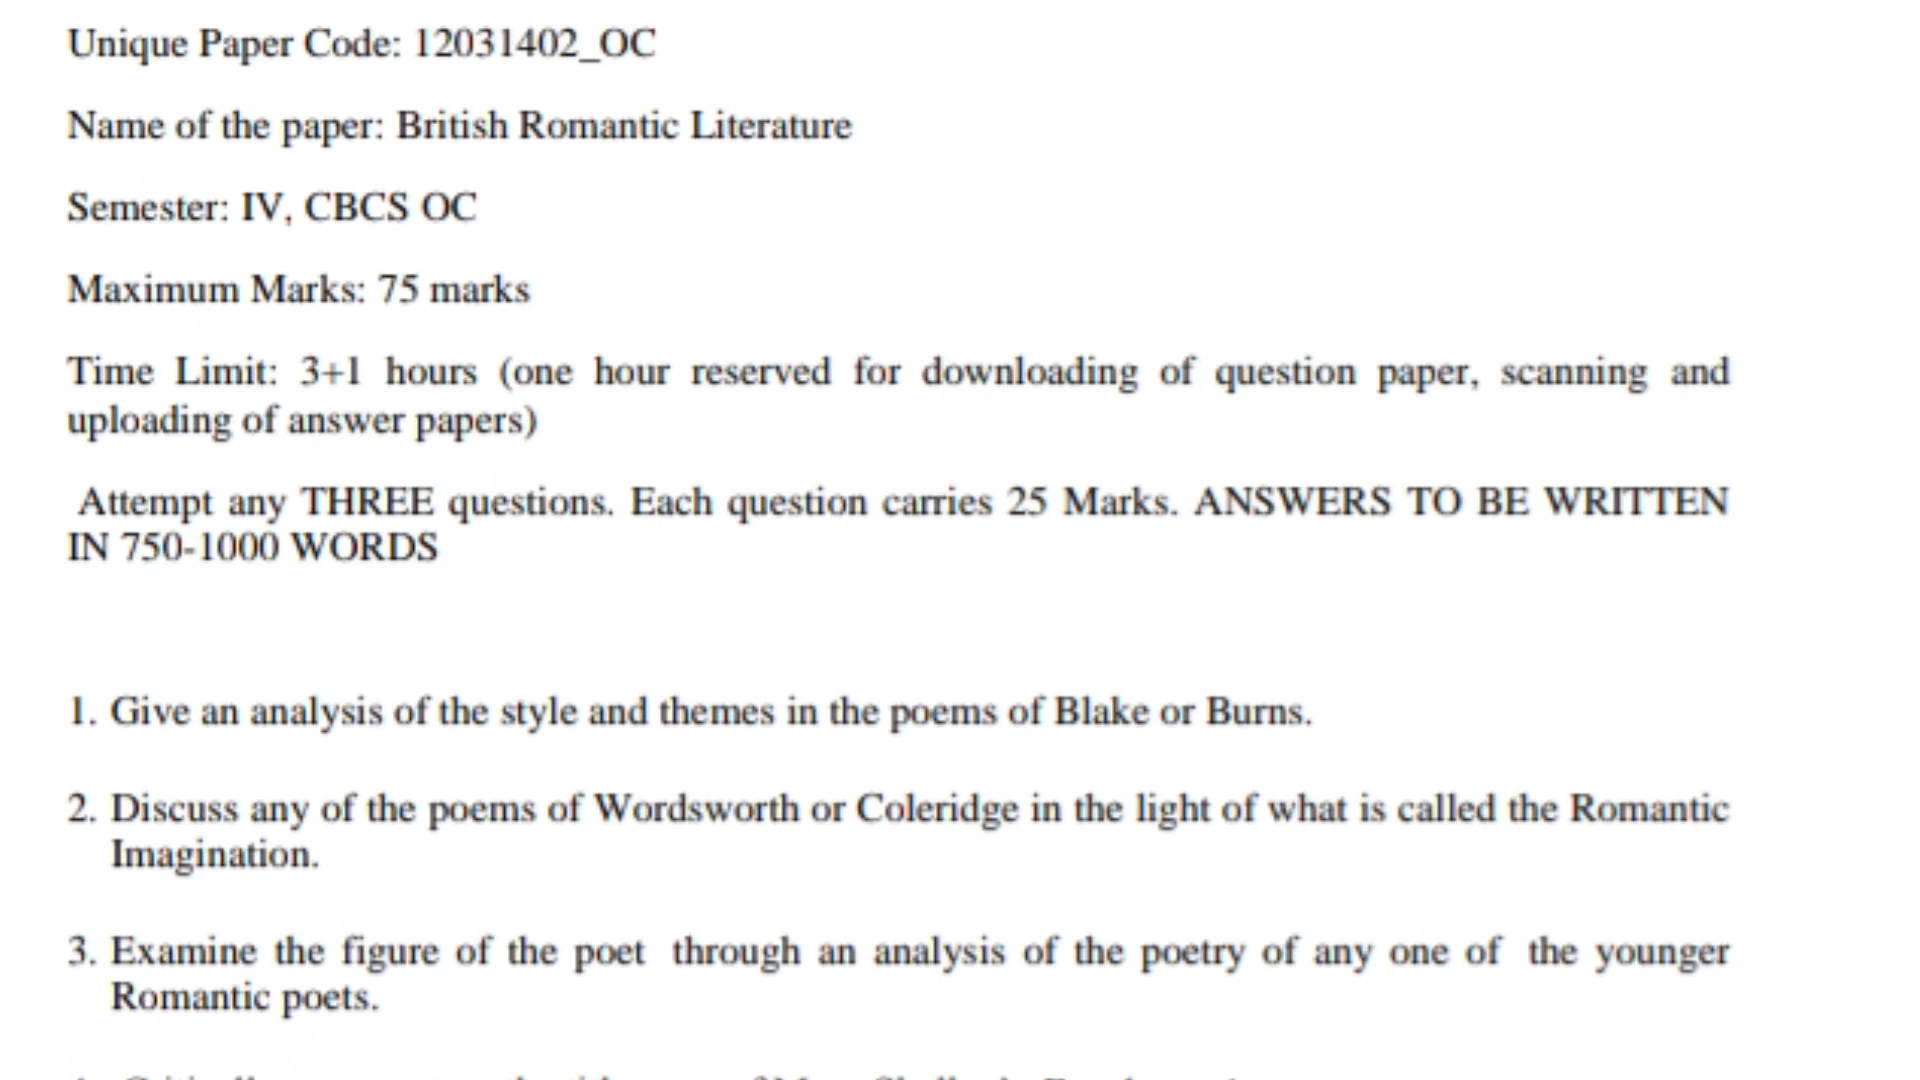 Unique Paper Code: 12031402_OC
Name of the paper: British Romantic Literature
Semester: IV, CBCS OC
Maximum Marks: 75 marks
Time Limit: 3+1 hours (one hour reserved for downloading of question paper, scanning and
uploading of answer papers)
Attempt any THREE questions. Each question carries 25 Marks. ANSWERS TO BE WRITTEN
IN 750-1000 WORDS
1. Give an analysis of the style and themes in the poems of Blake or Burns.
2. Discuss any of the poems of Wordsworth or Coleridge in the light of what is called the Romantic
Imagination.
3. Examine the figure of the poet through an analysis of the poetry of any one of the younger
Romantic poets.